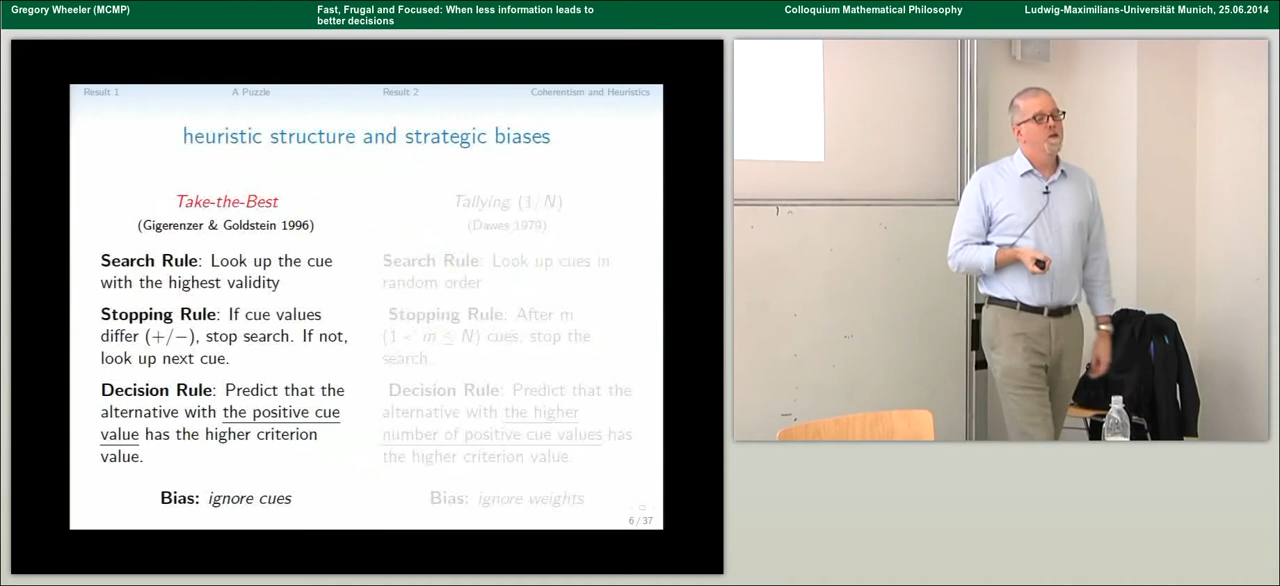 Gregory Wheeler (MCMP)
Fast, Frugal and Focused: When less information leads to
better decisions
Colloquium Mathematical Philosophy
Ludwig-Maximilians-Universität Munich, 25.06.2014
Result 1
A Puzzle
Result 2
Coherentism and Heuristics
heuristic structure and strategic biases
Take-the-Best
(Gigerenzer & Goldstein 1996)
Search Rule: Look up the cue
with the highest validity
Stopping Rule: If cue values
differ (+/−), stop search. If not,
look up next cue.
Decision Rule: Predict that the
alternative with the positive cue
value has the higher criterion
value.
Bias: ignore cues
Tallying (1/N)
(Dawes 1979)
Search Rule: Look up cues in
random order
Stopping Rule: After m
(1 < m ≤ N) cues, stop the
search.
Decision Rule: Predict that the
alternative with the higher
number of positive cue values has
the higher criterion value.
Bias: ignore weights
6 / 37